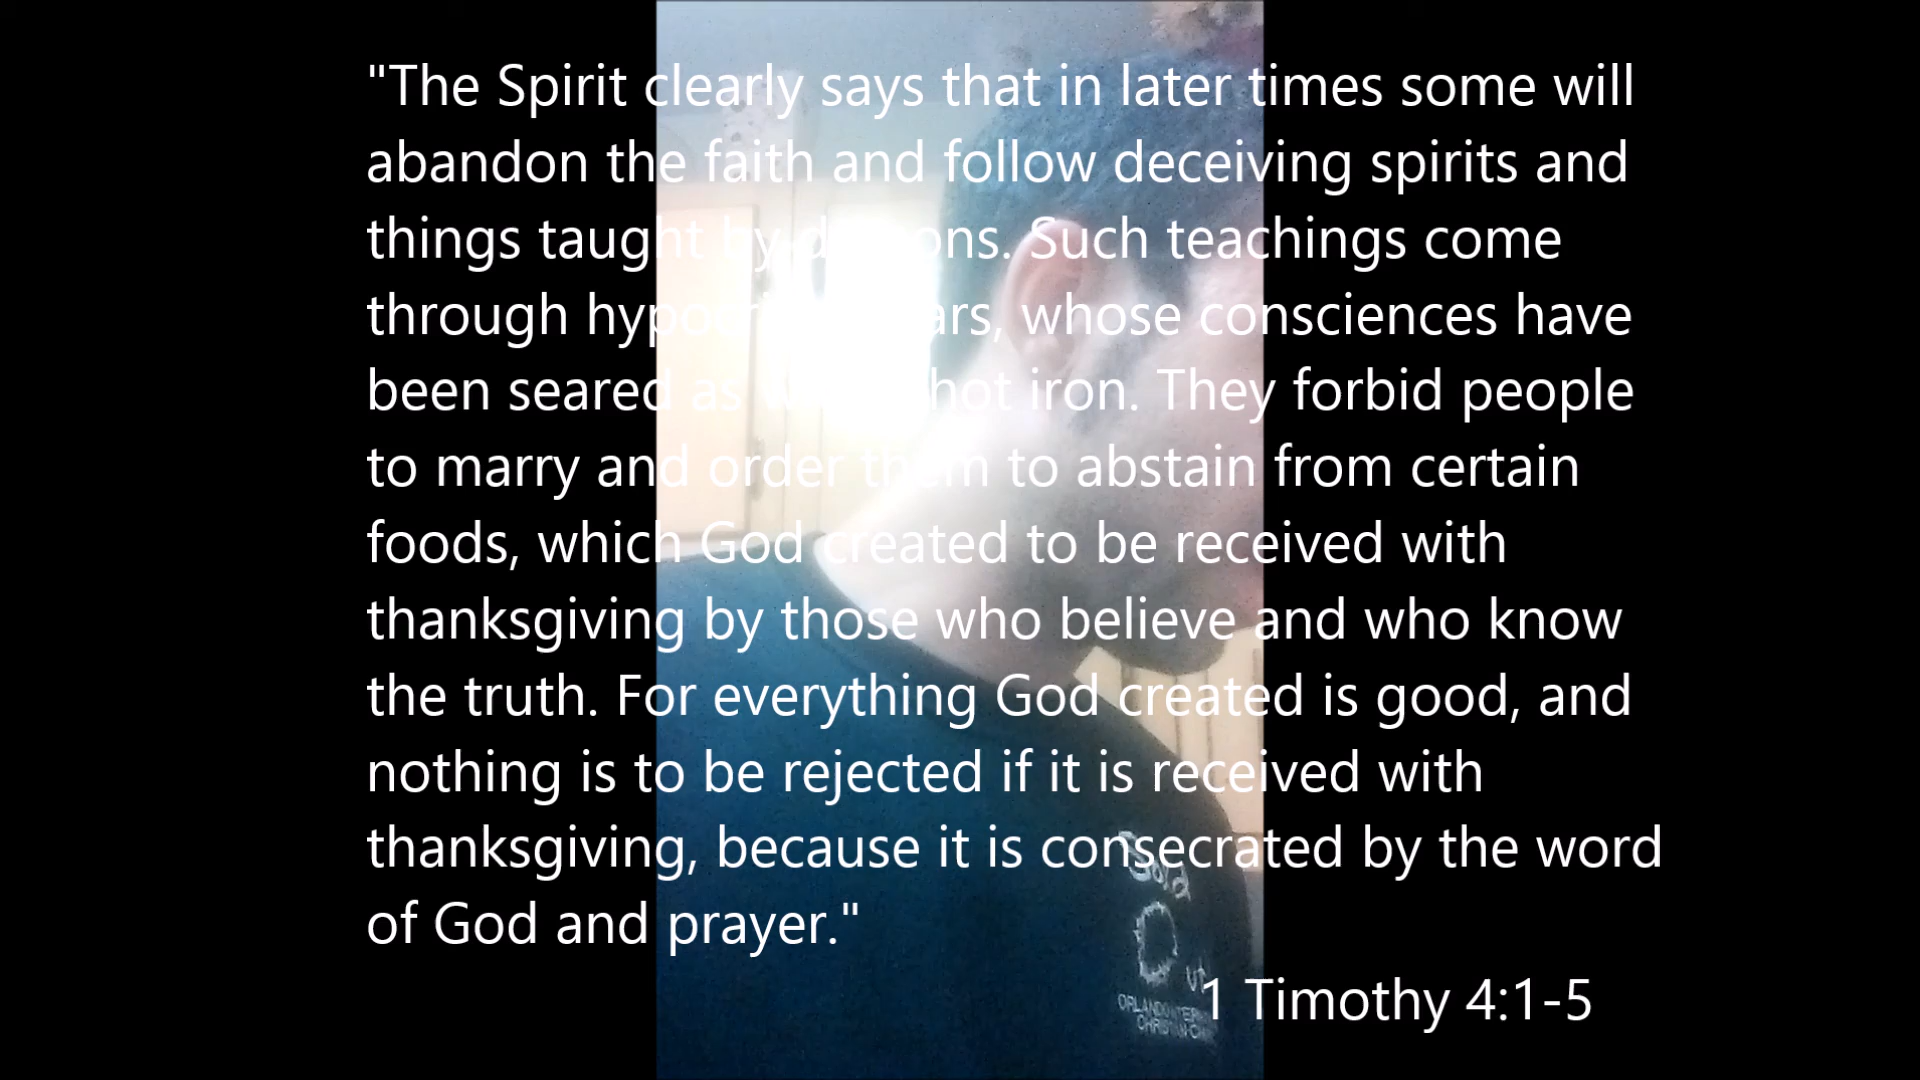 "The Spirit clearly says that in later times some will
abandon the faith and follow deceiving spirits and
things taught by demons. Such teachings come
through hypocritical liars, whose consciences have
been seared as with a hot iron. They forbid people
to marry and order them to abstain from certain
foods, which God created to be received with
thanksgiving by those who believe and who know
the truth. For everything God created is good, and
nothing is to be rejected if it is received with
thanksgiving, because it is consecrated by the word
of God and prayer."
1 Timothy 4:1-5
Sold
Out